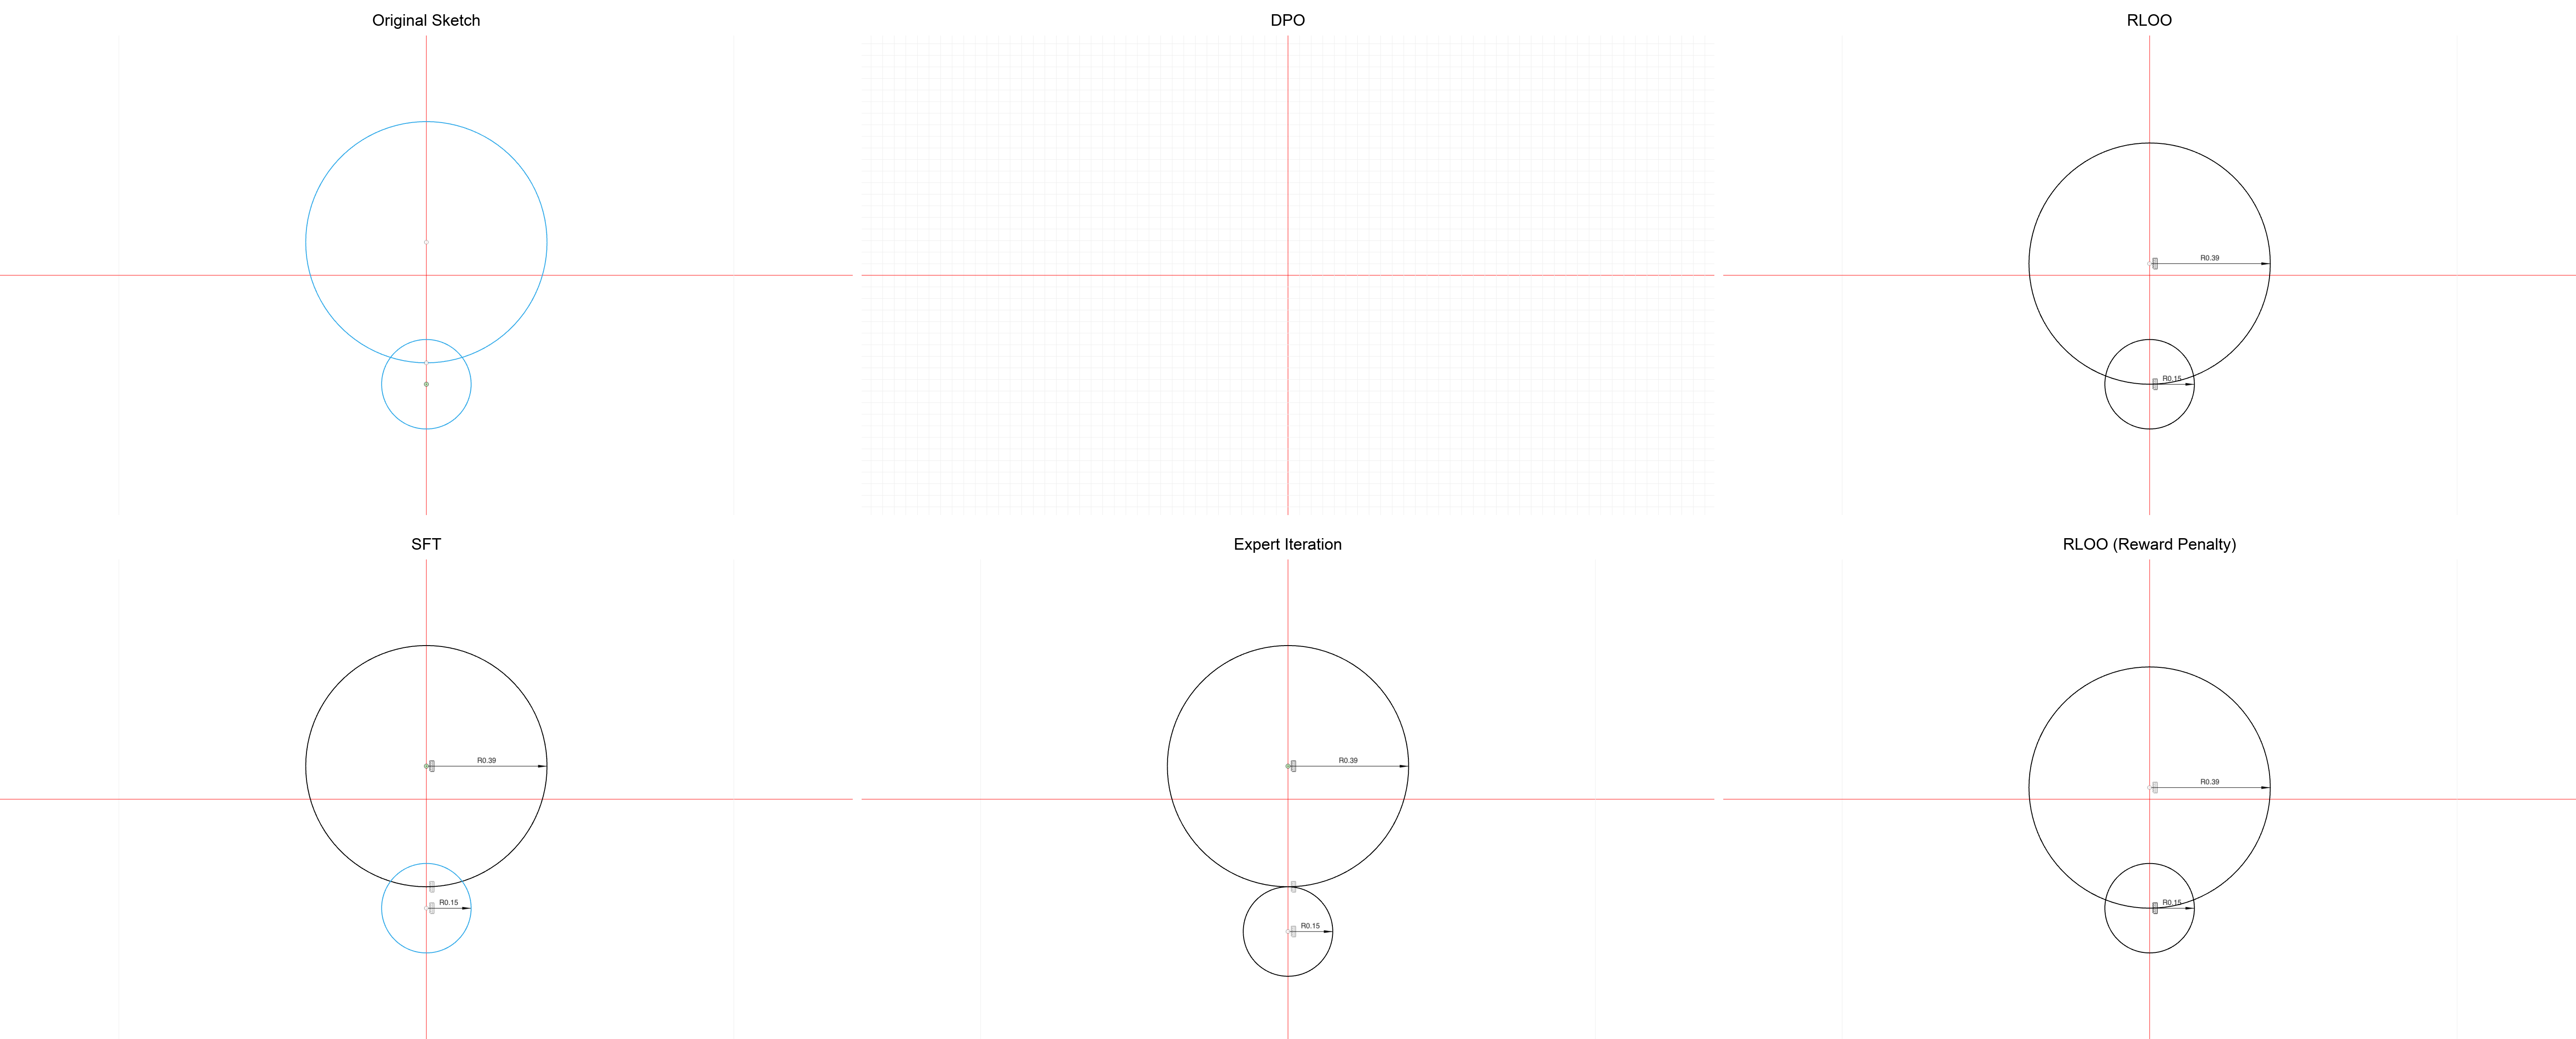 Original Sketch
DPO
RLOO
R0.39
R0.15
SFT
Expert Iteration
RLOO (Reward Penalty)
R0.39
R0.39
R0.39
R0.15
R0.15
R0.15